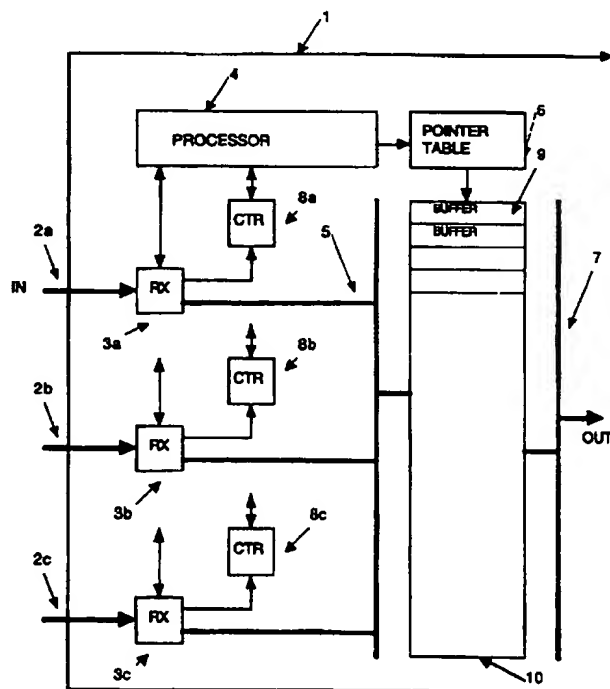 1
4
PROCESSOR
POINTER
TABLE
6
9
BUFFER
BUFFER
CTR
8a
5
2a
IN
RX
3a
7
CTR
8b
2b
RX
3b
OUT
CTR
8c
2c
RX
3c
10